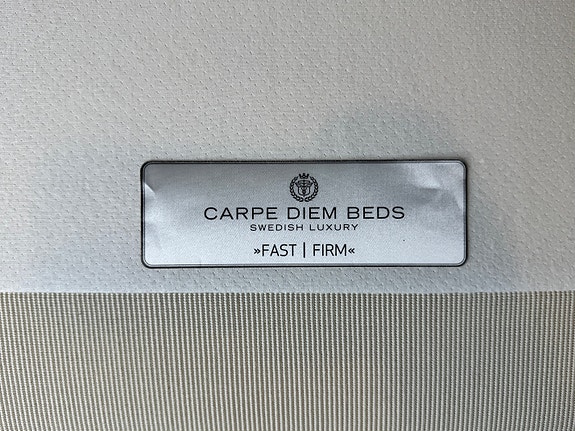 CARPE DIEM BEDS
SWEDISH LUXURY
»FAST | FIRM«